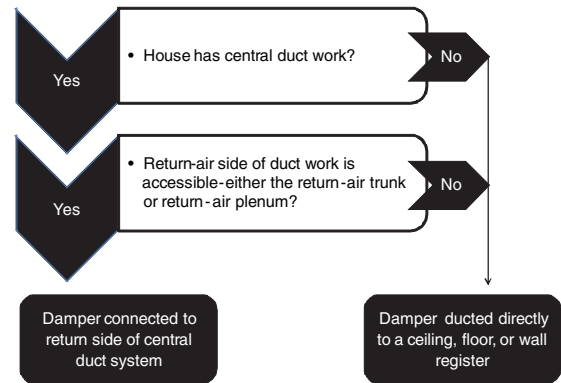 Yes
• House has central duct work?
No
Yes
• Return-air side of duct work is
accessible-either the return-air trunk
or return-air plenum?
No
Damper connected to
return side of central
duct system
Damper ducted directly
to a ceiling, floor, or wall
register